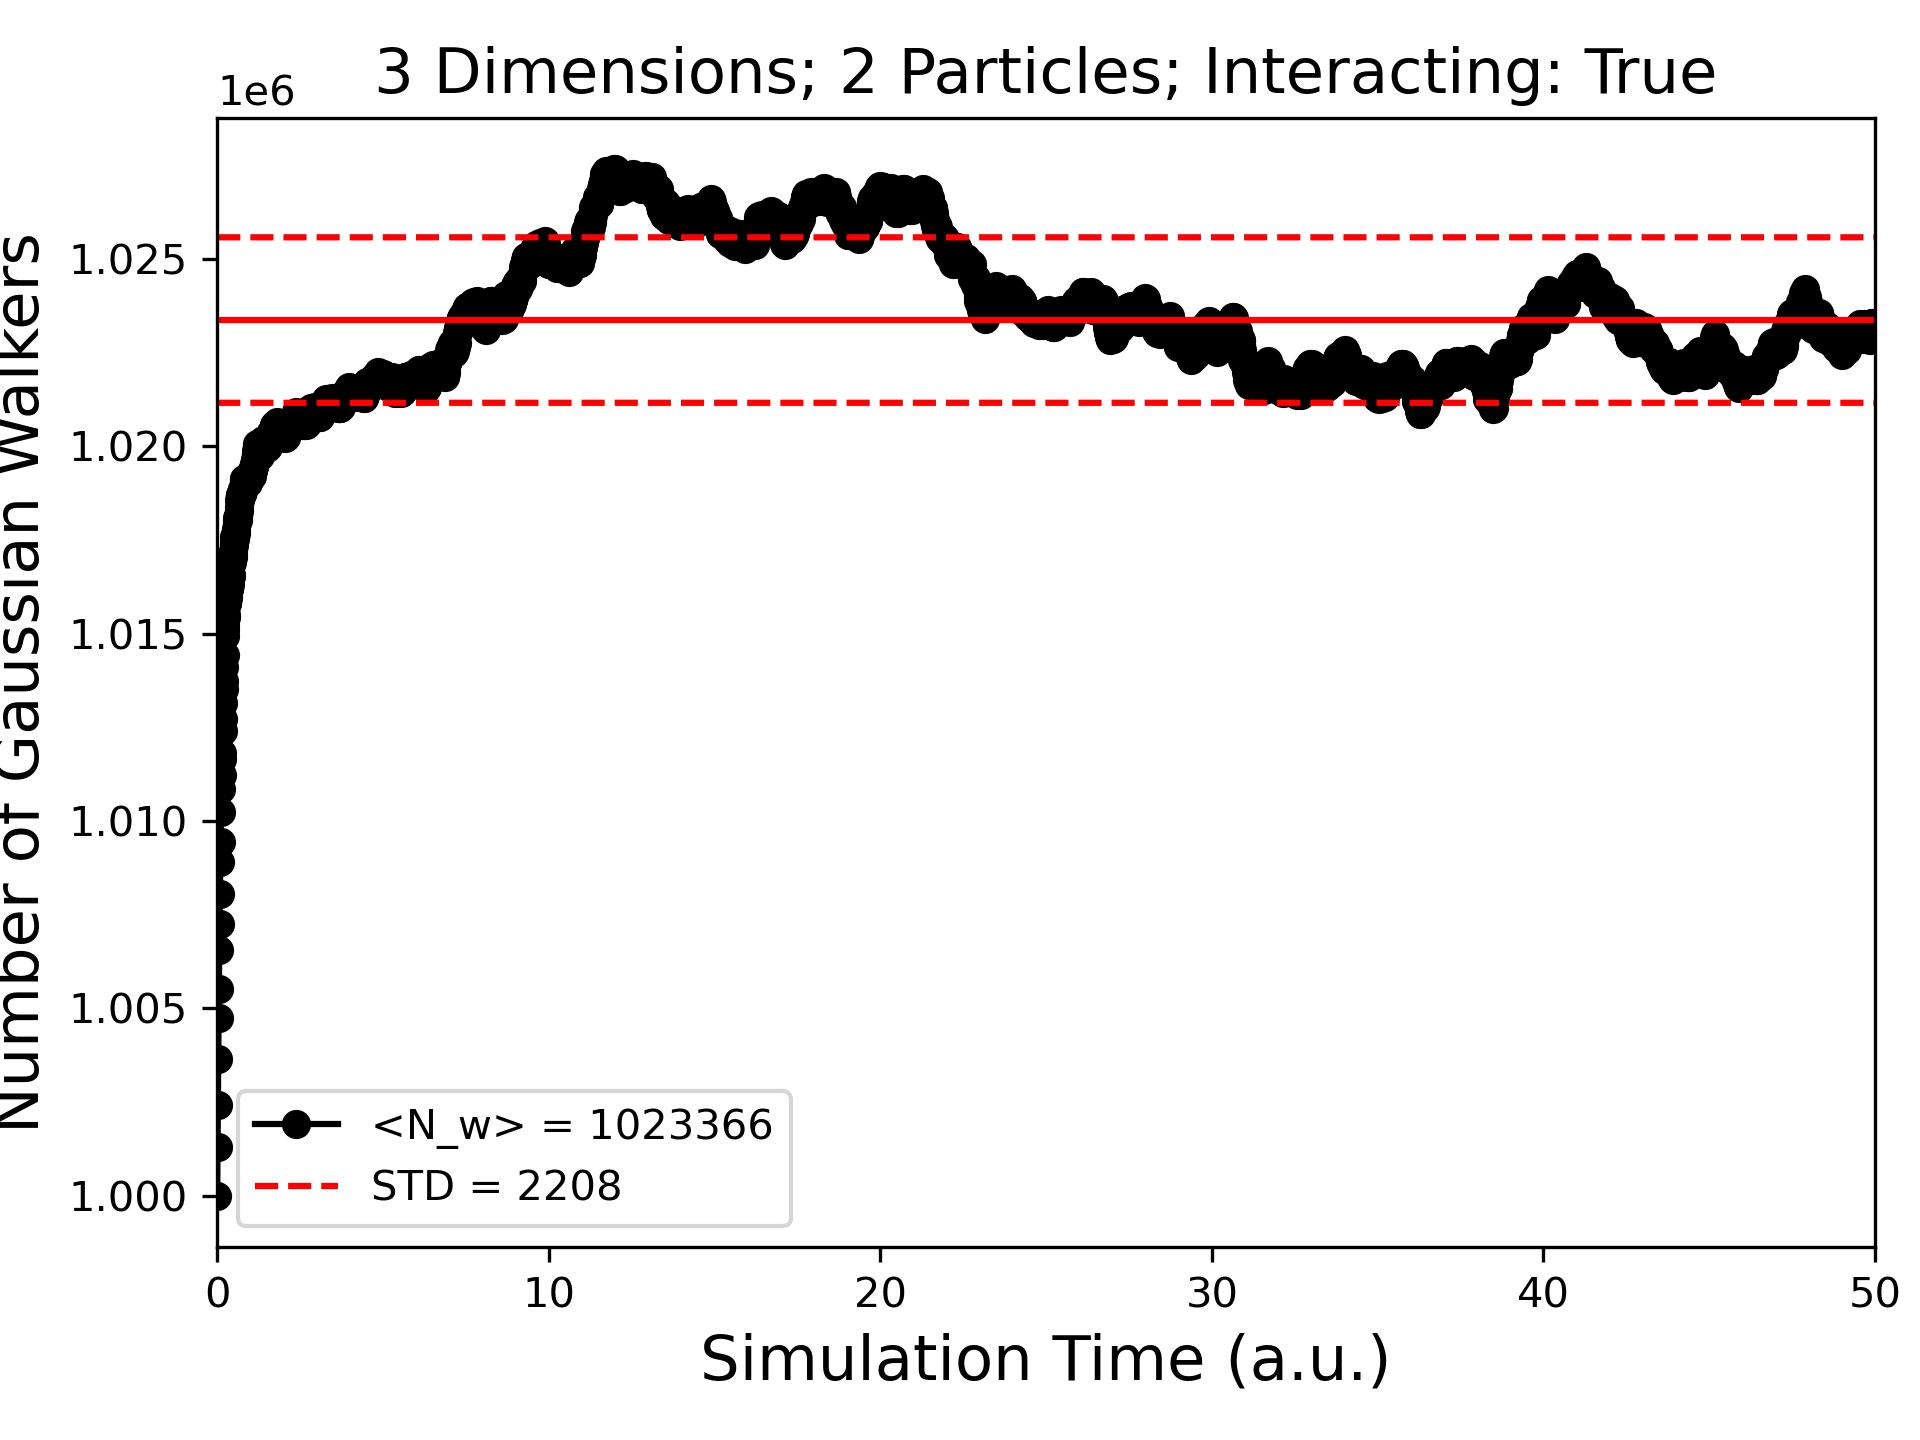 3 Dimensions; 2 Particles; Interacting: True
1e6
Number of Gaussian Walkers
1.025
1.020
1.015
1.010
1.005
1.000
<N_w> = 1023366
STD = 2208
0 10 20 30 40 50
Simulation Time (a.u.)